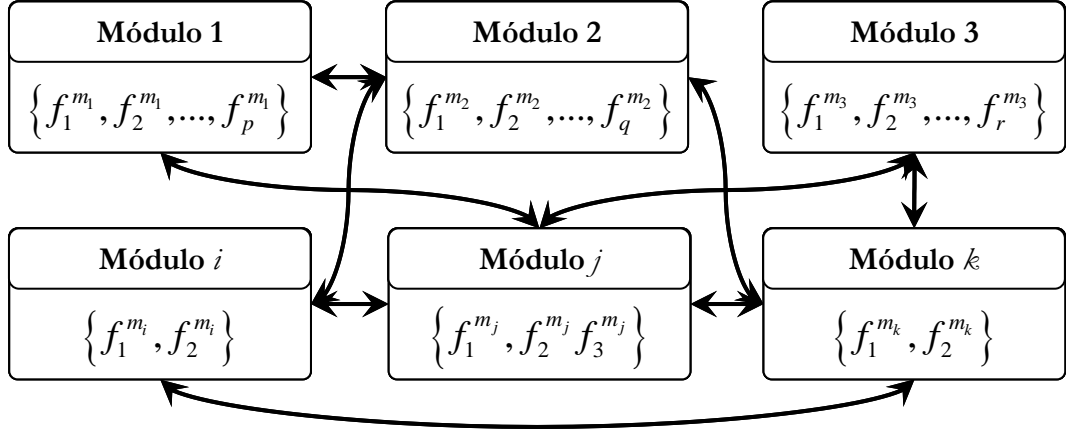 Módulo 1
Módulo 2
Módulo 3
{f_1^{m_1}, f_2^{m_1},..., f_p^{m_1}}
{f_1^{m_2}, f_2^{m_2},..., f_q^{m_2}}
{f_1^{m_3}, f_2^{m_3},..., f_r^{m_3}}
Módulo i
Módulo j
Módulo k
{f_1^{m_i}, f_2^{m_i}}
{f_1^{m_j}, f_2^{m_j} f_3^{m_j}}
{f_1^{m_k}, f_2^{m_k}}